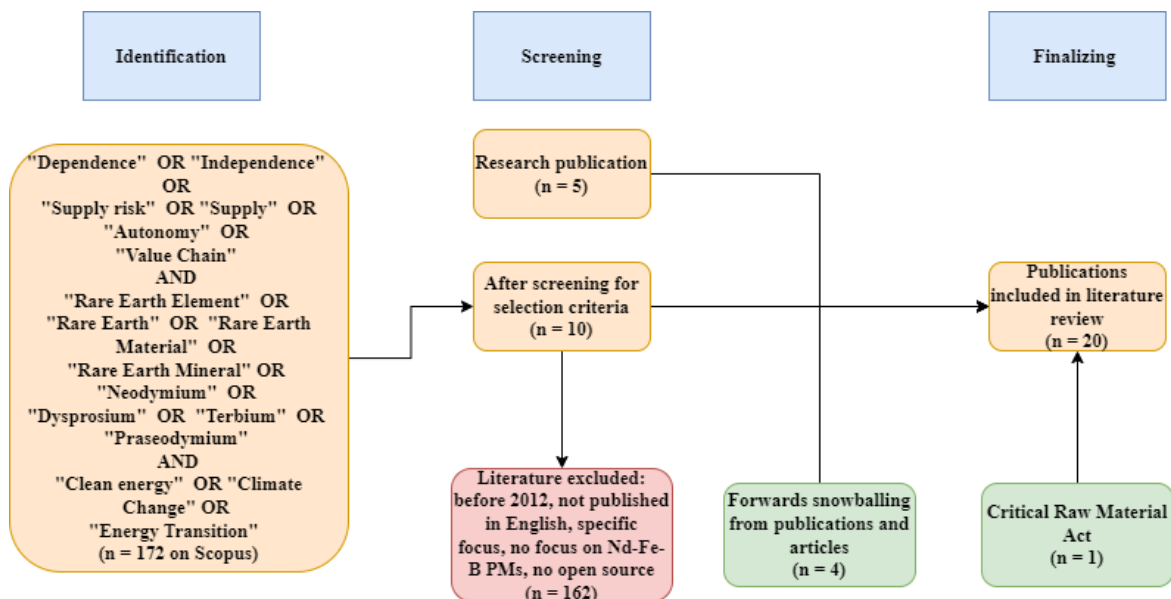 Identification
Screening
Finalizing
"Dependence" OR "Independence"
OR
"Supply risk" OR "Supply" OR
"Autonomy" OR
"Value Chain"
AND
"Rare Earth Element" OR
"Rare Earth" OR "Rare Earth
Material" OR
"Rare Earth Mineral" OR
"Neodymium" OR
"Dysprosium" OR "Terbium" OR
"Praseodymium"
AND
"Clean energy" OR "Climate
Change" OR
"Energy Transition"
(n = 172 on Scopus)
Research publication
(n = 5)
After screening for
selection criteria
(n = 10)
Literature excluded:
before 2012, not published
in English, specific
focus, no focus on Nd-Fe-
B PMs, no open source
(n = 162)
Forwards snowballing
from publications and
articles
(n = 4)
Publications
included in literature
review
(n = 20)
Critical Raw Material
Act
(n = 1)